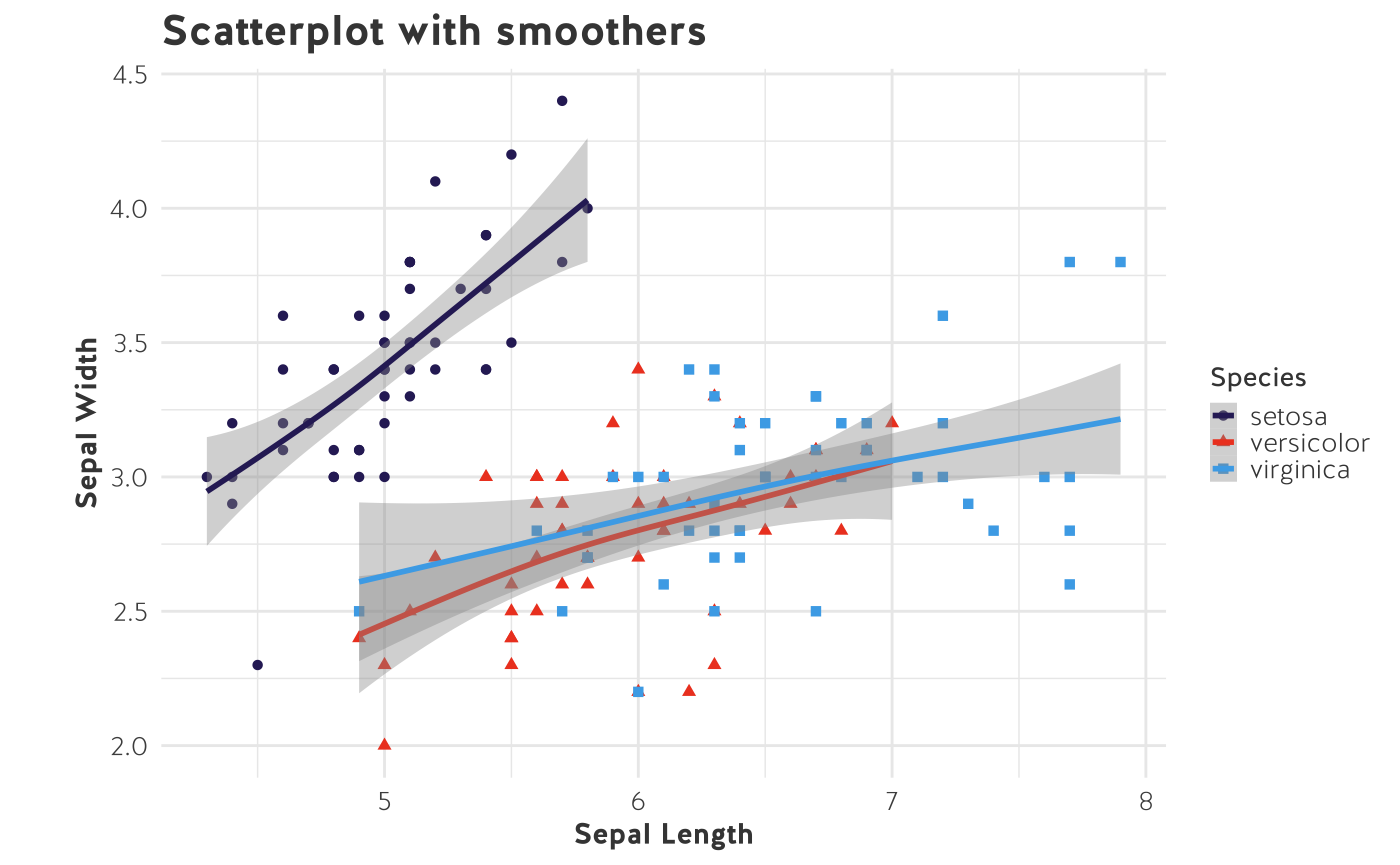 Scatterplot with smoothers
4.5
4.0
3.5
3.0
2.5
2.0
Sepal Width
5 6 7 8
Sepal Length
Species
setosa
versicolor
virginica